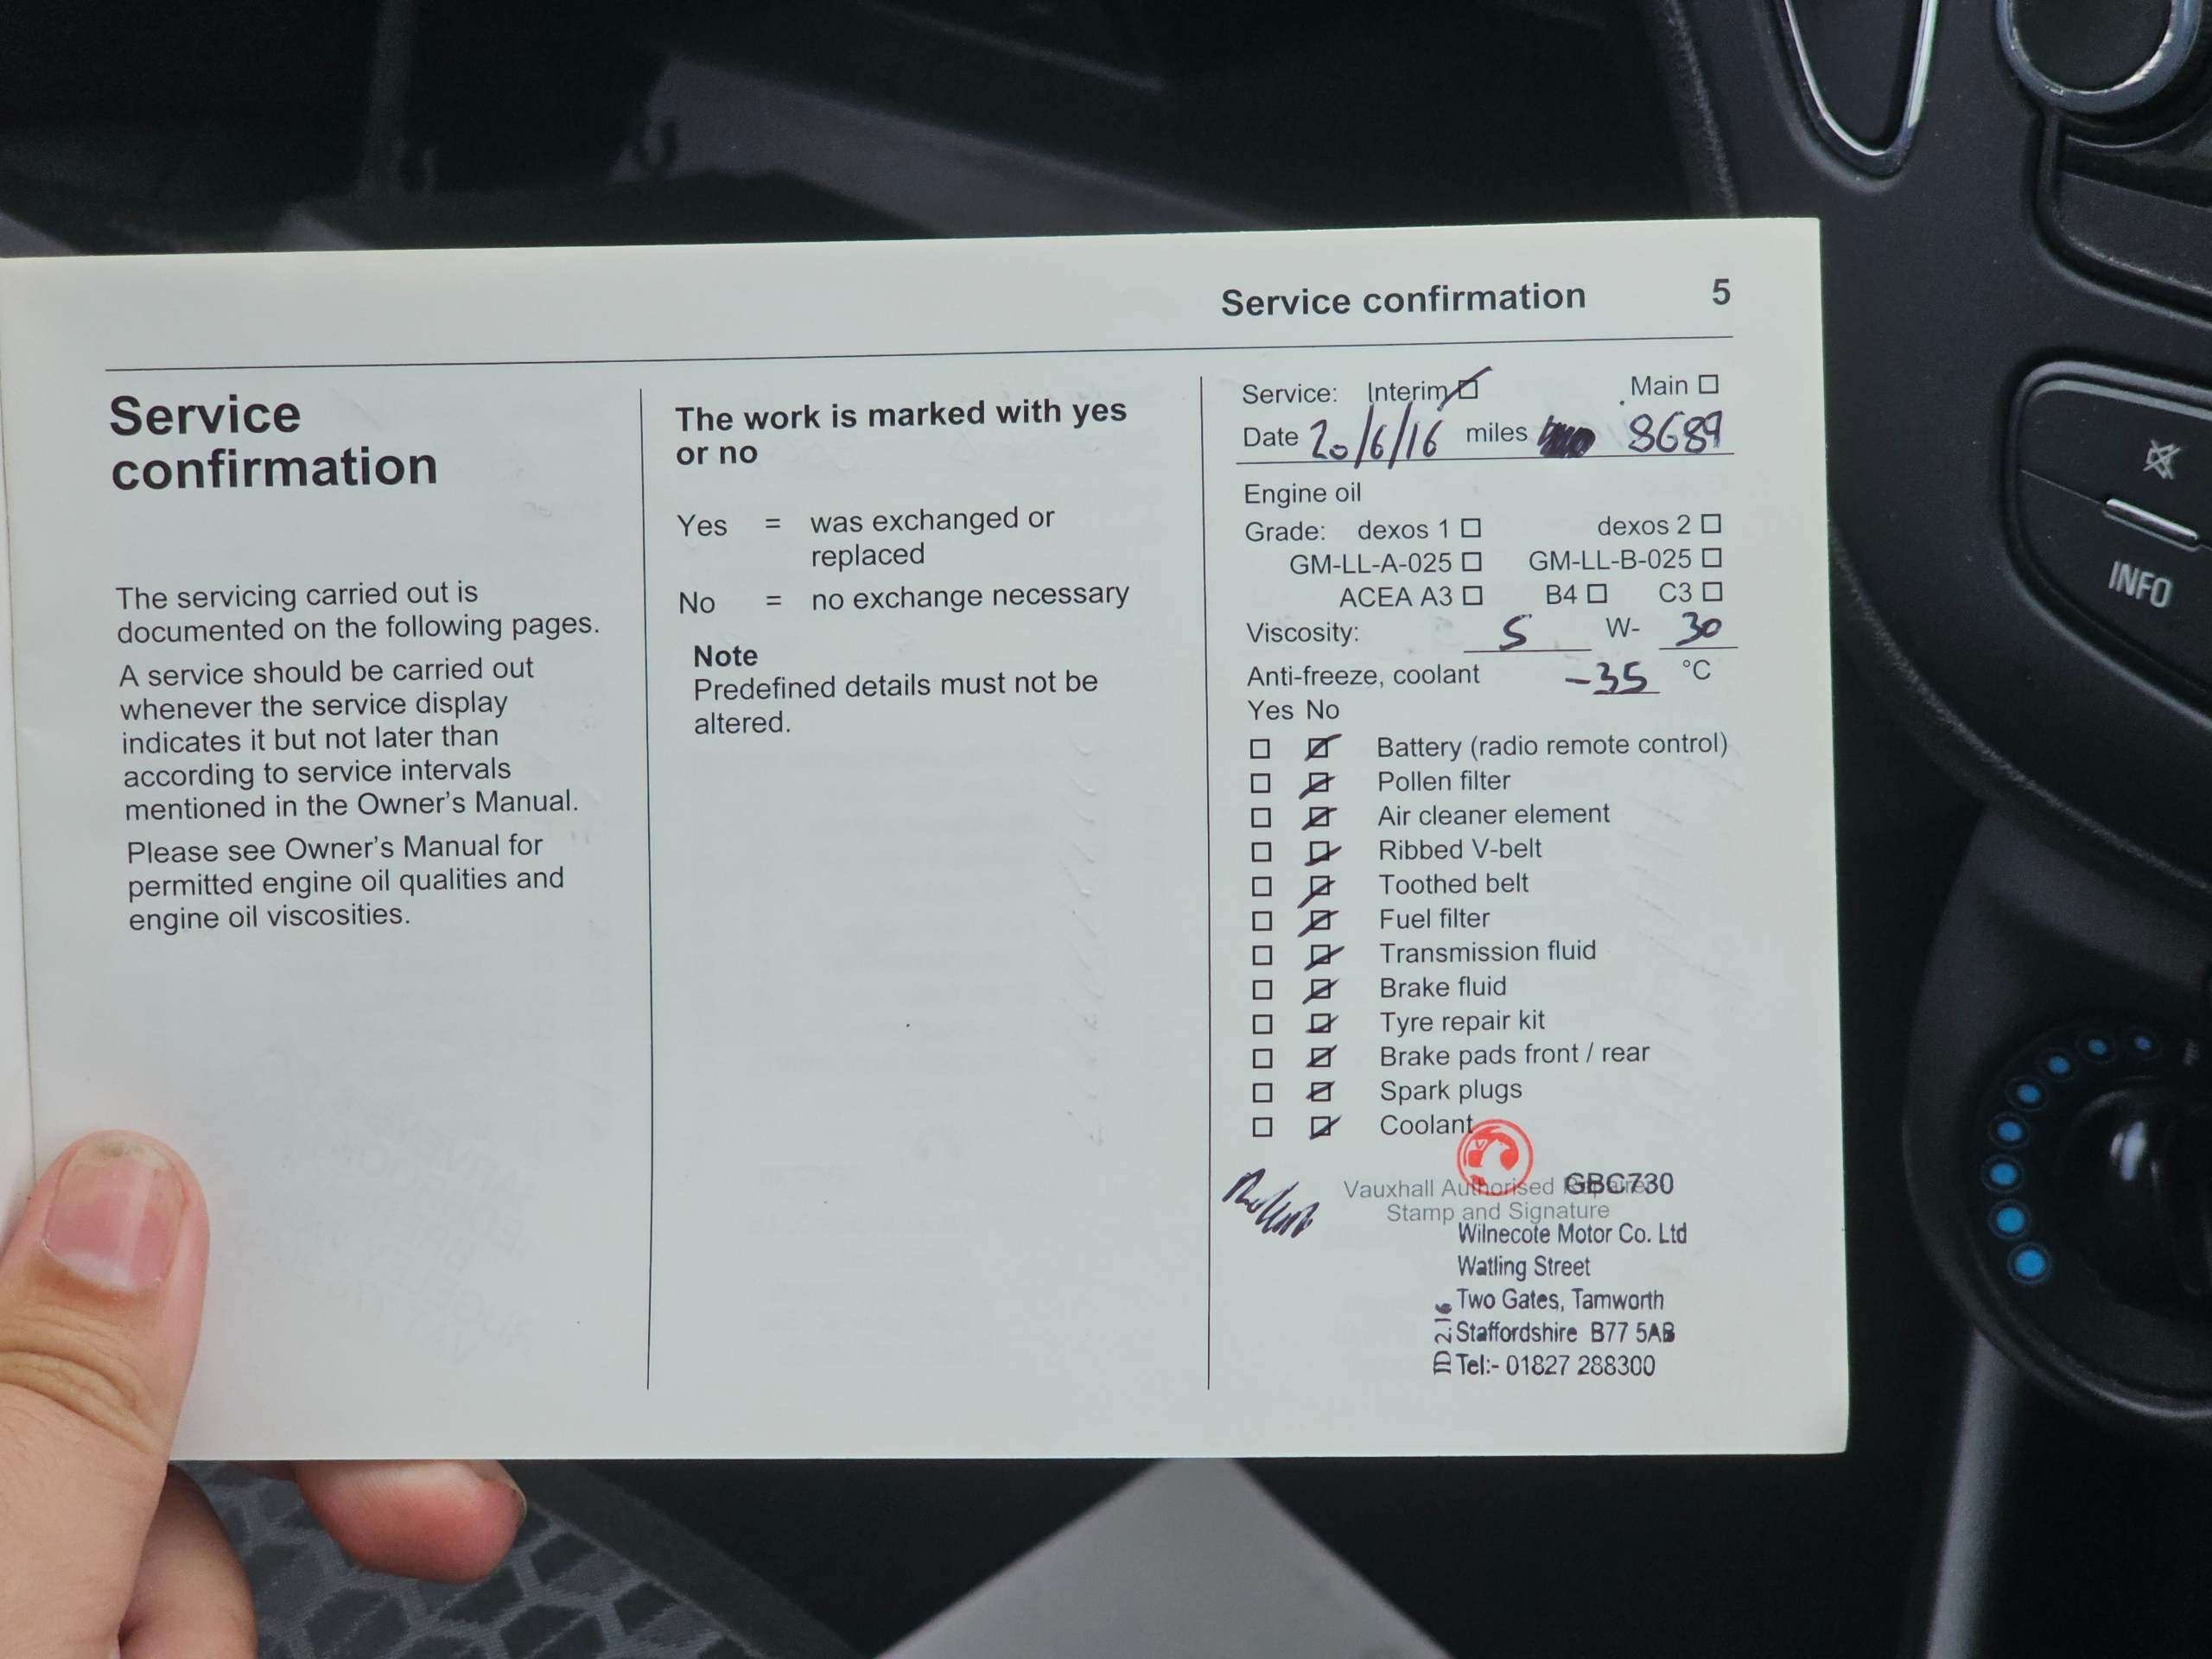 Service confirmation 5
Service
confirmation
The servicing carried out is
documented on the following pages.
A service should be carried out
whenever the service display
indicates it but not later than
according to service intervals
mentioned in the Owner's Manual.
Please see Owner's Manual for
permitted engine oil qualities and
engine oil viscosities.
The work is marked with yes
or no
Yes = was exchanged or
replaced
No = no exchange necessary
Note
Predefined details must not be
altered.
Service: Interim Main
Date 20/6/16 miles 8689
Engine oil
Grade: dexos 1 dexos 2
GM-LL-A-025 GM-LL-B-025
ACEA A3 B4 C3
Viscosity: 5 W- 30
Anti-freeze, coolant -35 °C
Yes No
Battery (radio remote control)
Pollen filter
Air cleaner element
Ribbed V-belt
Toothed belt
Fuel filter
Transmission fluid
Brake fluid
Tyre repair kit
Brake pads front / rear
Spark plugs
Coolant
Vauxhall Authorised GBC730
Stamp and Signature
Wilnecote Motor Co. Ltd
Watling Street
Two Gates, Tamworth
Staffordshire B77 5AB
Tel:- 01827 288300
INFO